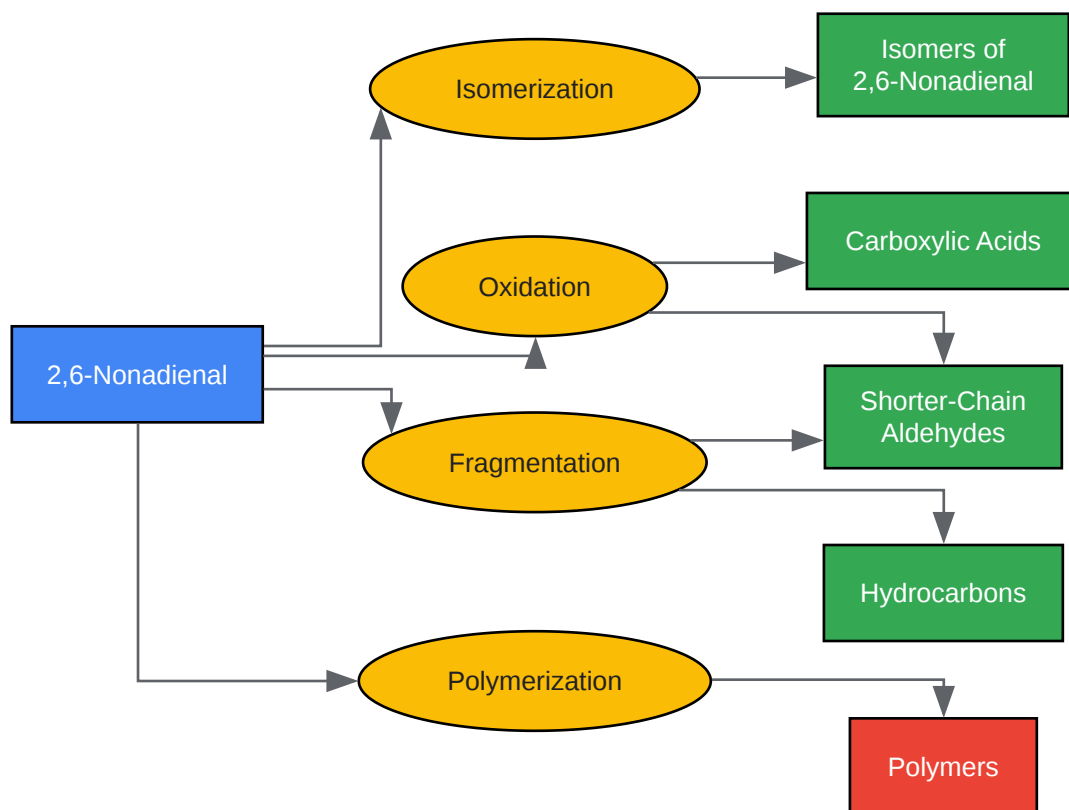 Isomerization
Isomers of
2,6-Nonadienal
Carboxylic Acids
Oxidation
2,6-Nonadienal
Shorter-Chain
Aldehydes
Fragmentation
Hydrocarbons
Polymerization
Polymers